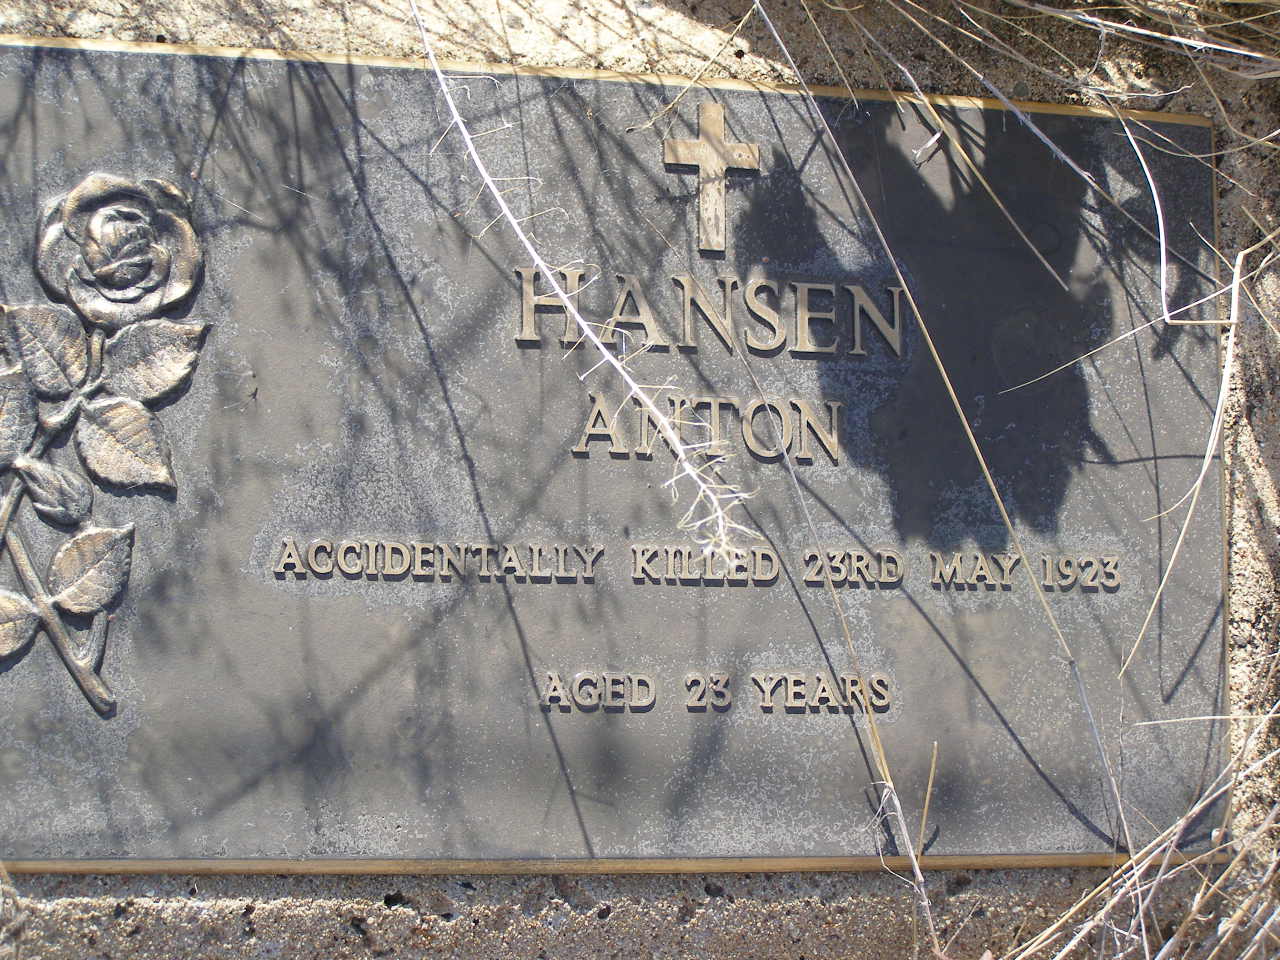 HANSEN
ANTON
ACCIDENTALLY KILLED 23RD MAY 1923
AGED 23 YEARS